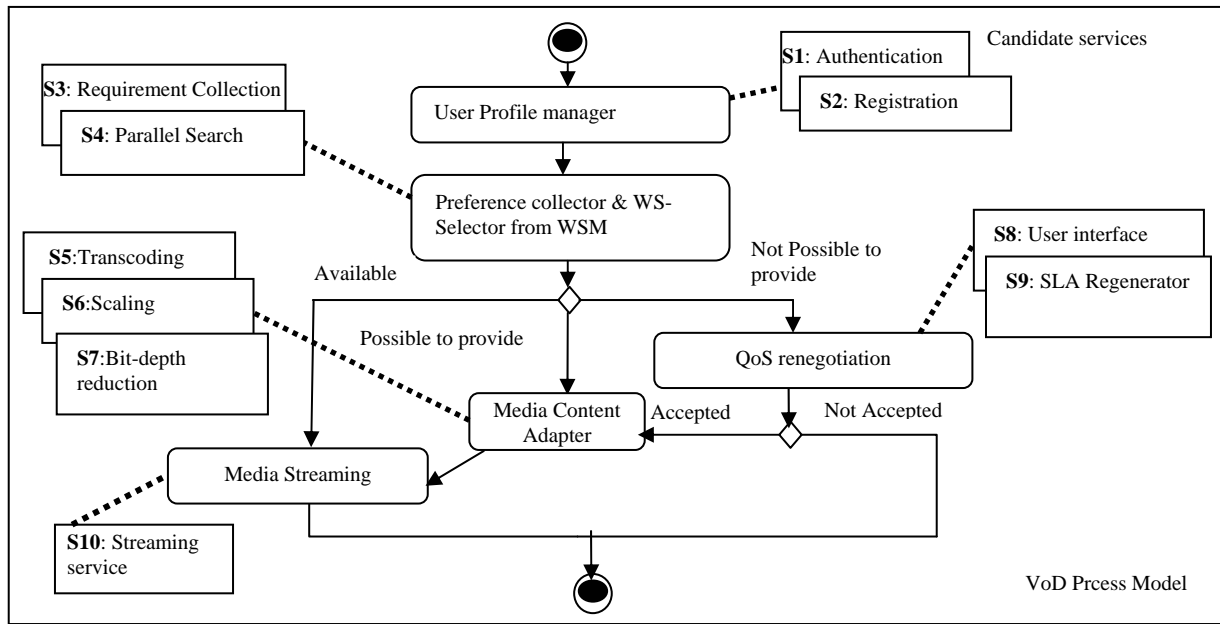 Candidate services
S1: Authentication
S2: Registration
S3: Requirement Collection
S4: Parallel Search
User Profile manager
Preference collector & WS-
Selector from WSM
S5:Transcoding
S6:Scaling
S7:Bit-depth
reduction
Available
Not Possible to
provide
S8: User interface
S9: SLA Regenerator
Possible to provide
QoS renegotiation
Media Content
Adapter
Accepted
Not Accepted
Media Streaming
S10: Streaming
service
VoD Prcess Model